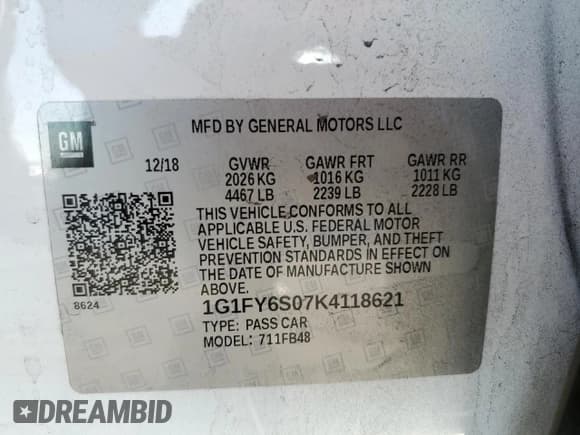 GM
MFD BY GENERAL MOTORS LLC
12/18 GVWR GAWR FRT GAWR RR
2026 KG 1016 KG 1011 KG
4467 LB 2239 LB 2228 LB
THIS VEHICLE CONFORMS TO ALL
APPLICABLE U.S. FEDERAL MOTOR
VEHICLE SAFETY, BUMPER, AND THEFT
PREVENTION STANDARDS IN EFFECT ON
THE DATE OF MANUFACTURE SHOWN
ABOVE.
8624
1G1FY6S07K4118621
TYPE: PASS CAR
MODEL: 711FB48
DREAMBID